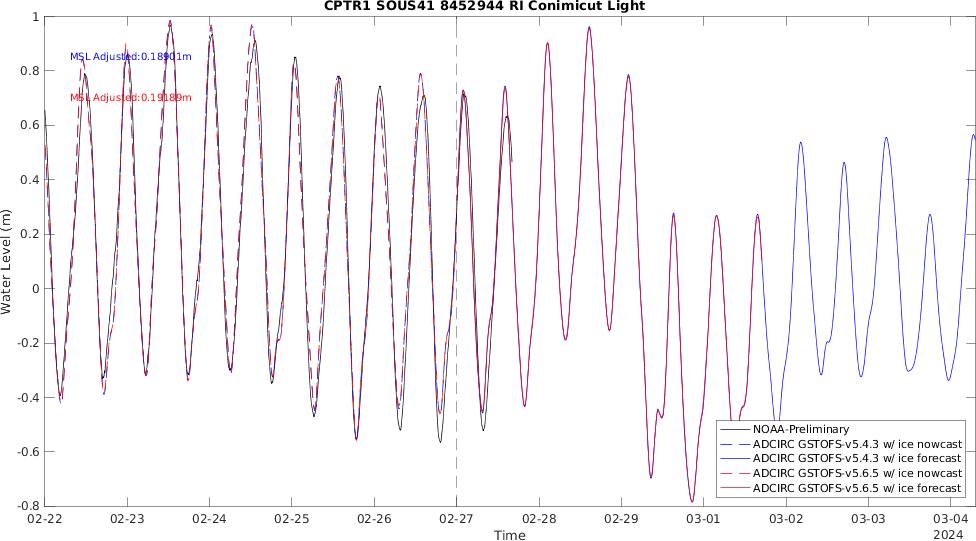 CPTR1 SOUS41 8452944 RI Conimicut Light
MSL Adjusted:0.18901m
MSL Adjusted:0.19189m
Water Level (m)
1
0.8
0.6
0.4
0.2
0
-0.2
-0.4
-0.6
-0.8
NOAA-Preliminary
ADCIRC GSTOFS-v5.4.3 w/ ice nowcast
ADCIRC GSTOFS-v5.4.3 w/ ice forecast
ADCIRC GSTOFS-v5.6.5 w/ ice nowcast
ADCIRC GSTOFS-v5.6.5 w/ ice forecast
02-22 02-23 02-24 02-25 02-26 02-27 02-28 02-29 03-01 03-02 03-03 03-04
Time
2024